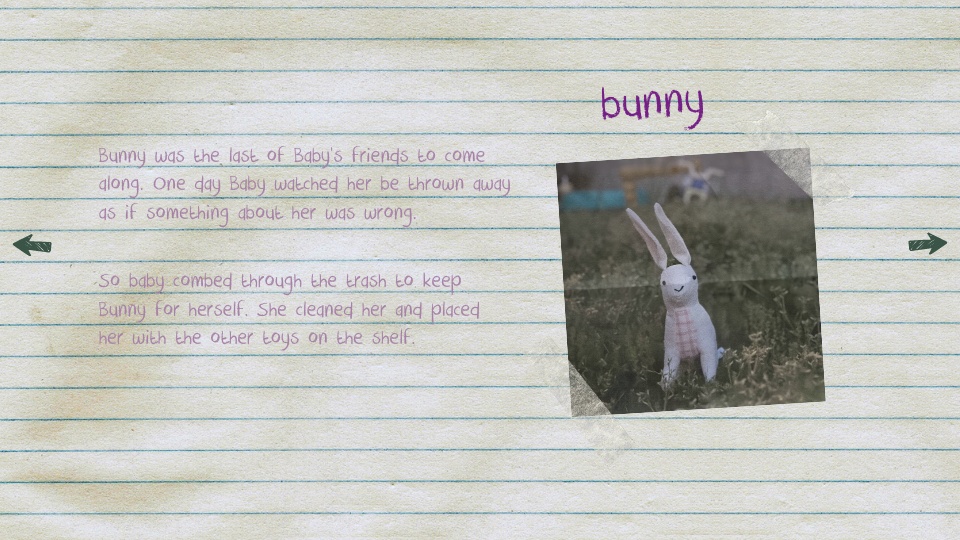 bunny
Bunny was the last of Baby's friends to come
along. One day Baby watched her be thrown away
as if something about her was wrong.
So baby combed through the trash to keep
Bunny for herself. She cleaned her and placed
her with the other toys on the shelf.